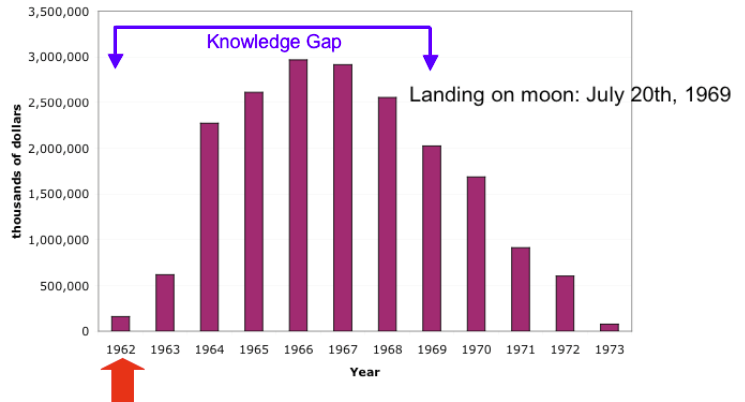 3,500,000
3,000,000
2,500,000
2,000,000
1,500,000
1,000,000
500,000
0
thousands of dollars
Knowledge Gap
Landing on moon: July 20th, 1969
1962 1963 1964 1965 1966 1967 1968 1969 1970 1971 1972 1973
Year